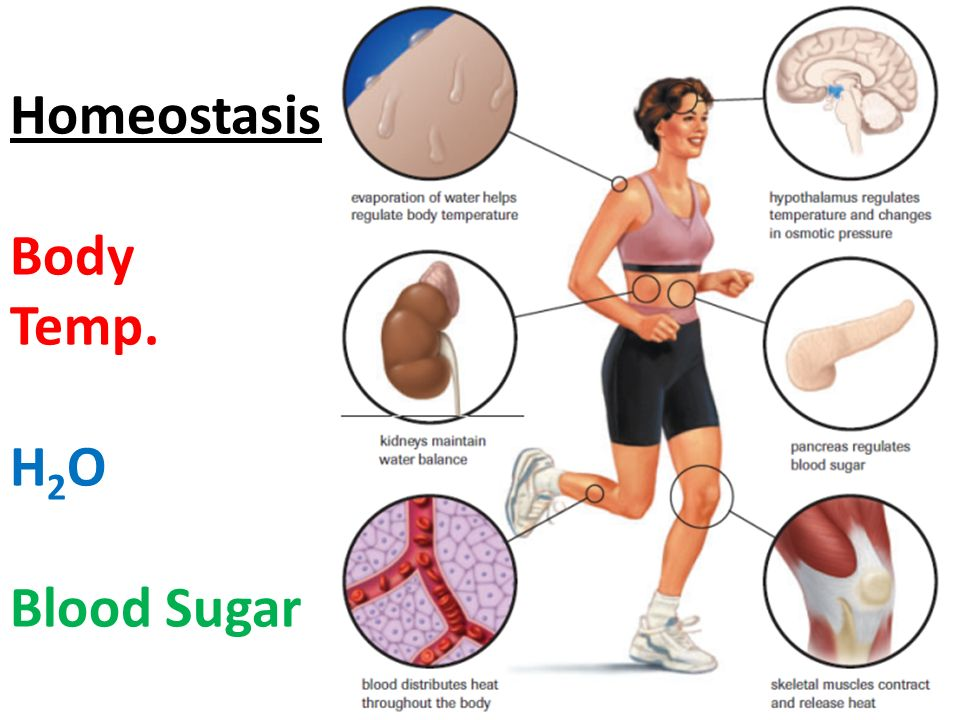 Homeostasis
Body
Temp.
H₂O
Blood Sugar
evaporation of water helps
regulate body temperature
hypothalamus regulates
temperature and changes
in osmotic pressure
kidneys maintain
water balance
pancreas regulates
blood sugar
blood distributes heat
throughout the body
skeletal muscles contract
and release heat